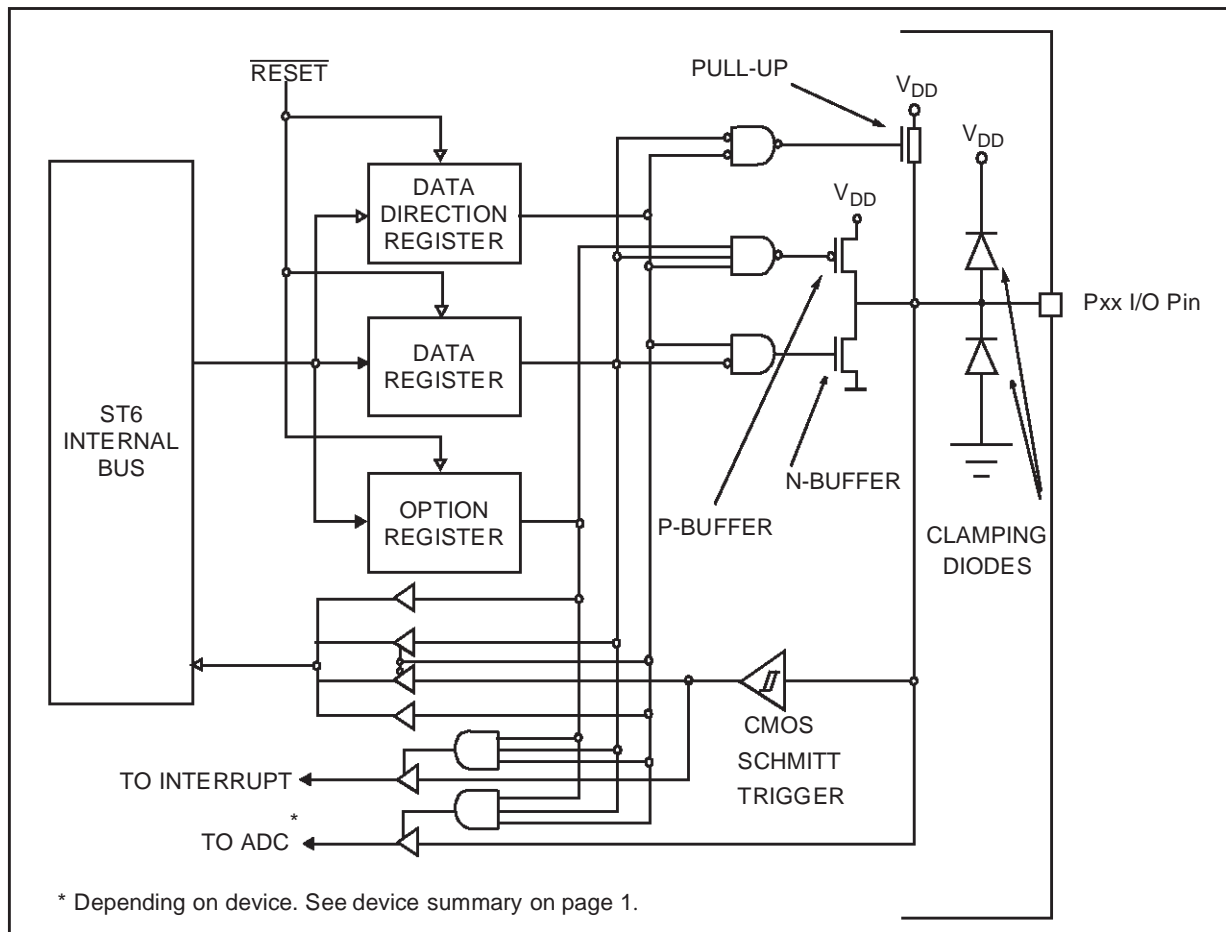 RESET
PULL-UP
VDD
VDD
DATA
DIRECTION
REGISTER
VDD
Pxx I/O Pin
DATA
REGISTER
ST6
INTERNAL
BUS
N-BUFFER
OPTION
REGISTER
P-BUFFER
CLAMPING
DIODES
CMOS
SCHMITT
TRIGGER
TO INTERRUPT
TO ADC*
* Depending on device. See device summary on page 1.